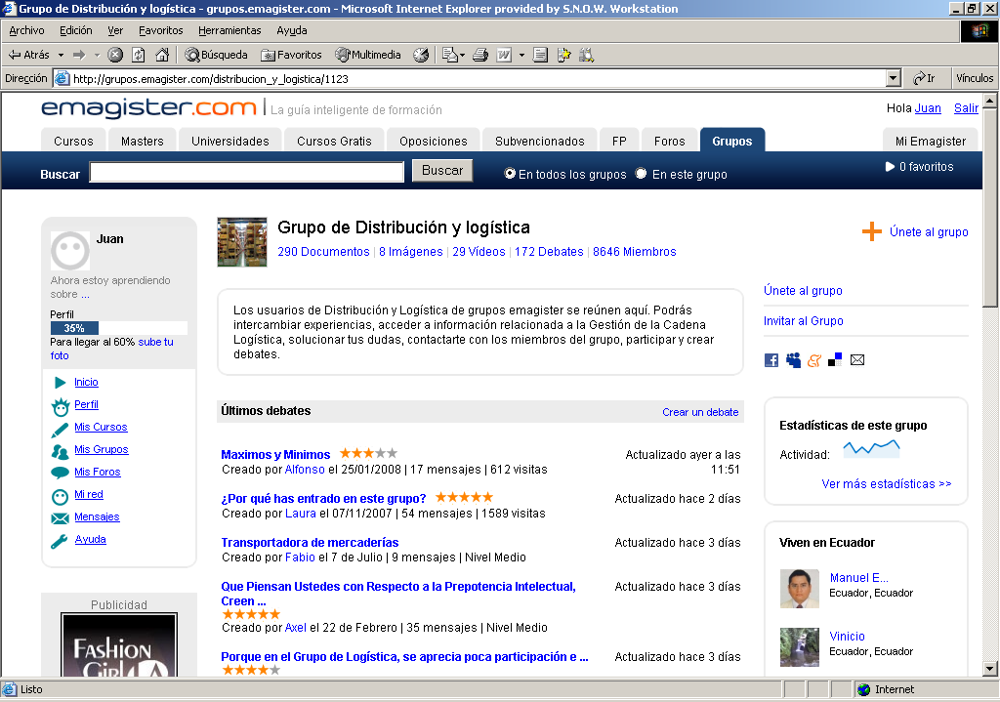 Grupo de Distribución y logística - grupos.emagister.com - Microsoft Internet Explorer provided by S.N.O.W. Workstation
Archivo Edición Ver Favoritos Herramientas Ayuda
Atrás Búsqueda Favoritos Multimedia
Dirección http://grupos.emagister.com/distribucion_y_logistica/1123 Ir Vínculos
emagister.com | La guía inteligente de formación
Hola Juan Salir
Cursos Masters Universidades Cursos Gratis Oposiciones Subvencionados FP Foros Grupos Mi Emagister
Buscar Buscar En todos los grupos En este grupo
0 favoritos
Juan
Ahora estoy aprendiendo
sobre ...
Perfil
35%
Para llegar al 60% sube tu
foto
Inicio
Perfil
Mis Cursos
Mis Grupos
Mis Foros
Mi red
Mensajes
Ayuda
Publicidad
FASHION
GIRL LA
Grupo de Distribución y logística
290 Documentos | 8 Imágenes | 29 Vídeos | 172 Debates | 8646 Miembros
Los usuarios de Distribución y Logística de grupos emagister se reúnen aquí. Podrás
intercambiar experiencias, acceder a información relacionada a la Gestión de la Cadena
Logística, solucionar tus dudas, contactarte con los miembros del grupo, participar y crear
debates.
Últimos debates Crear un debate
Maximos y Minimos Actualizado ayer a las
11:51
Creado por Alfonso el 25/01/2008 | 17 mensajes | 612 visitas
¿Por qué has entrado en este grupo? Actualizado hace 2 días
Creado por Laura el 07/11/2007 | 54 mensajes | 1589 visitas
Transportadora de mercaderías Actualizado hace 3 días
Creado por Fabio el 7 de Julio | 9 mensajes | Nivel Medio
Que Piensan Ustedes con Respecto a la Prepotencia Intelectual, Actualizado hace 3 días
Creen ...
Creado por Axel el 22 de Febrero | 35 mensajes | Nivel Medio
Porque en el Grupo de Logística, se aprecia poca participación e ... Actualizado hace 3 días
Únete al grupo
Únete al grupo
Invitar al Grupo
Estadísticas de este grupo
Actividad:
Ver más estadísticas >>
Viven en Ecuador
Manuel E...
Ecuador, Ecuador
Vinicio
Ecuador, Ecuador
Listo Internet